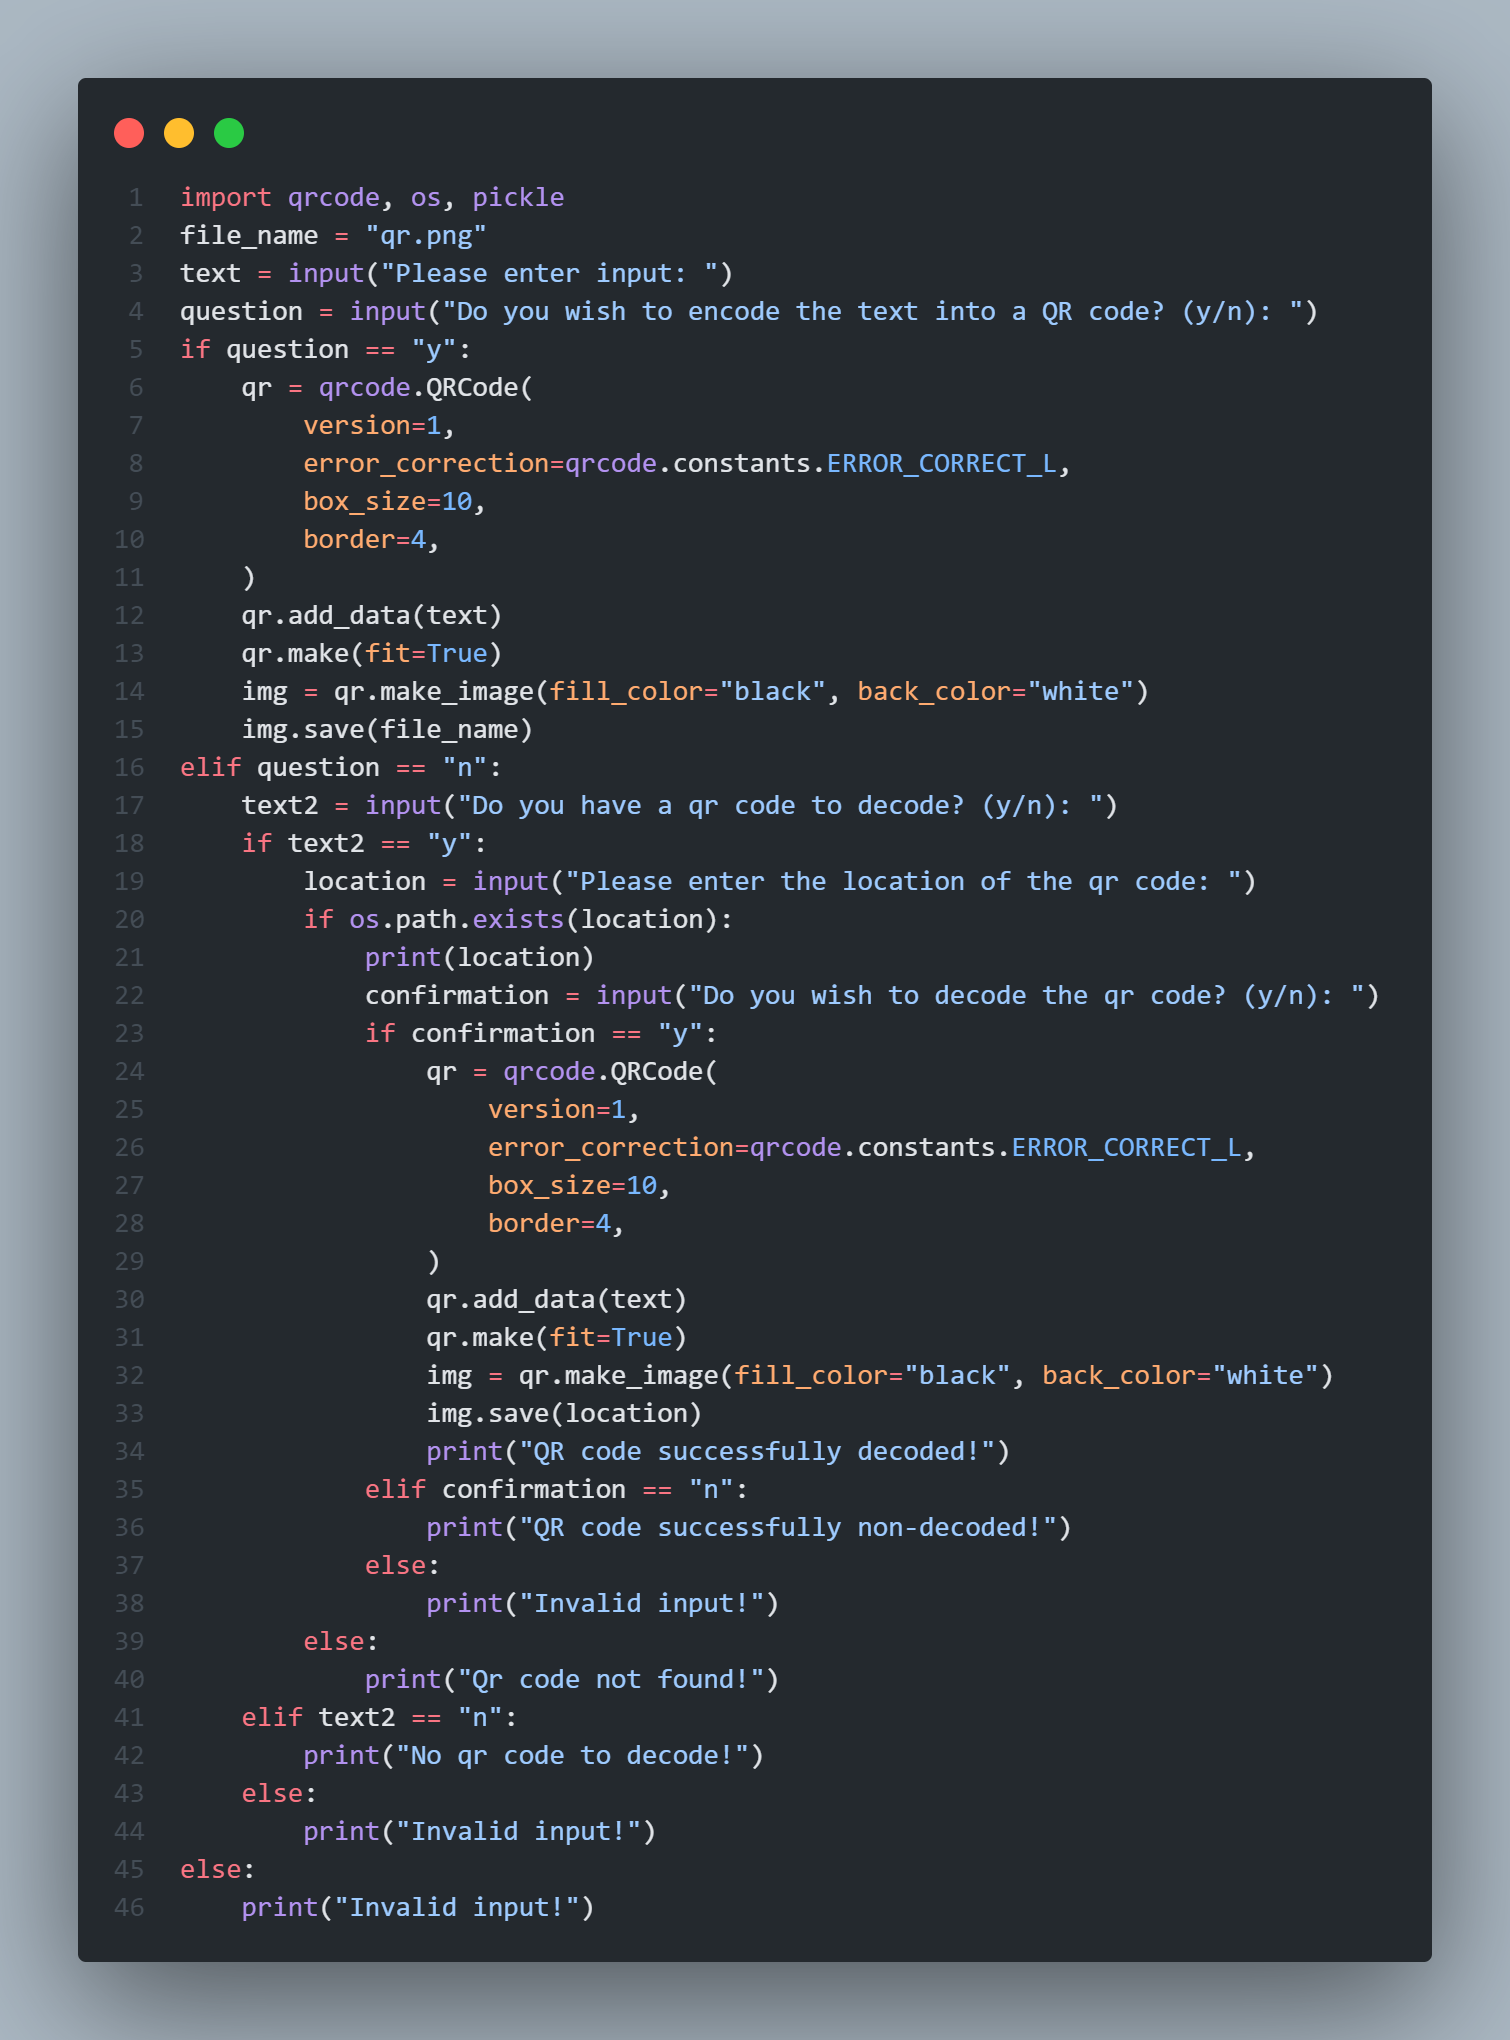 1 import qrcode, os, pickle
2 file_name = "qr.png"
3 text = input("Please enter input: ")
4 question = input("Do you wish to encode the text into a QR code? (y/n): ")
5 if question == "y":
6     qr = qrcode.QRCode(
7         version=1,
8         error_correction=qrcode.constants.ERROR_CORRECT_L,
9         box_size=10,
10         border=4,
11     )
12     qr.add_data(text)
13     qr.make(fit=True)
14     img = qr.make_image(fill_color="black", back_color="white")
15     img.save(file_name)
16 elif question == "n":
17     text2 = input("Do you have a qr code to decode? (y/n): ")
18     if text2 == "y":
19         location = input("Please enter the location of the qr code: ")
20         if os.path.exists(location):
21             print(location)
22             confirmation = input("Do you wish to decode the qr code? (y/n): ")
23             if confirmation == "y":
24                 qr = qrcode.QRCode(
25                     version=1,
26                     error_correction=qrcode.constants.ERROR_CORRECT_L,
27                     box_size=10,
28                     border=4,
29                 )
30                 qr.add_data(text)
31                 qr.make(fit=True)
32                 img = qr.make_image(fill_color="black", back_color="white")
33                 img.save(location)
34                 print("QR code successfully decoded!")
35             elif confirmation == "n":
36                 print("QR code successfully non-decoded!")
37             else:
38                 print("Invalid input!")
39         else:
40             print("Qr code not found!")
41     elif text2 == "n":
42         print("No qr code to decode!")
43     else:
44         print("Invalid input!")
45 else:
46     print("Invalid input!")